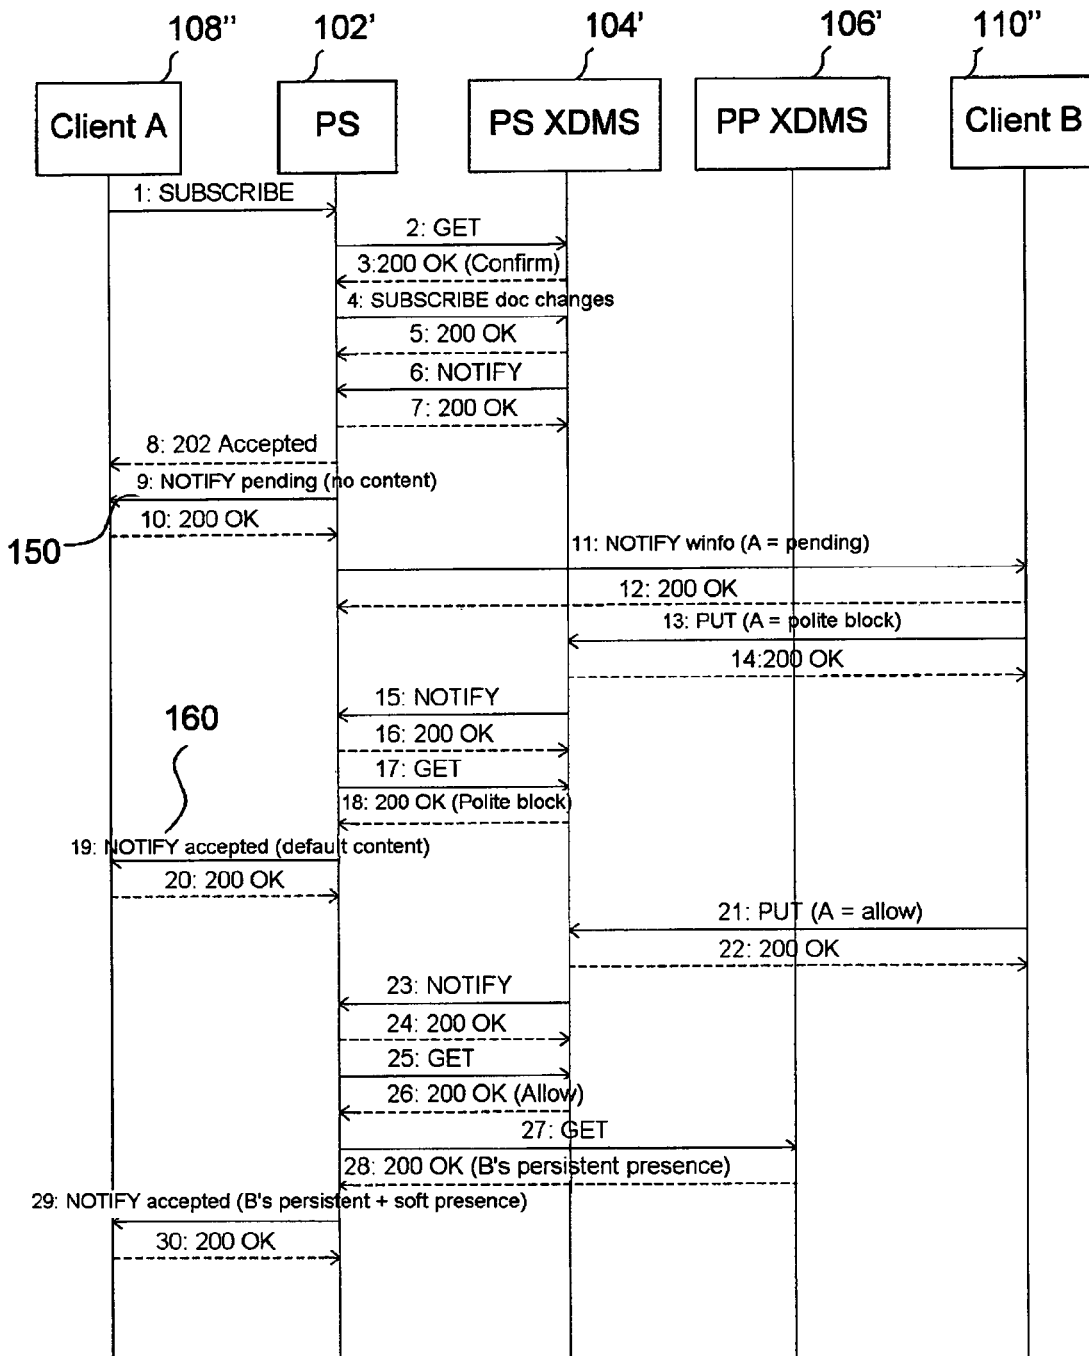 108" 102' 104' 106' 110"
Client A PS PS XDMS PP XDMS Client B
1: SUBSCRIBE
2: GET
3:200 OK (Confirm)
4: SUBSCRIBE doc changes
5: 200 OK
6: NOTIFY
7: 200 OK
8: 202 Accepted
9: NOTIFY pending (no content)
10: 200 OK
150
11: NOTIFY winfo (A = pending)
12: 200 OK
13: PUT (A = polite block)
14:200 OK
15: NOTIFY
160
16: 200 OK
17: GET
18: 200 OK (Polite block)
19: NOTIFY accepted (default content)
20: 200 OK
21: PUT (A = allow)
22: 200 OK
23: NOTIFY
24: 200 OK
25: GET
26: 200 OK (Allow)
27: GET
28: 200 OK (B's persistent presence)
29: NOTIFY accepted (B's persistent + soft presence)
30: 200 OK